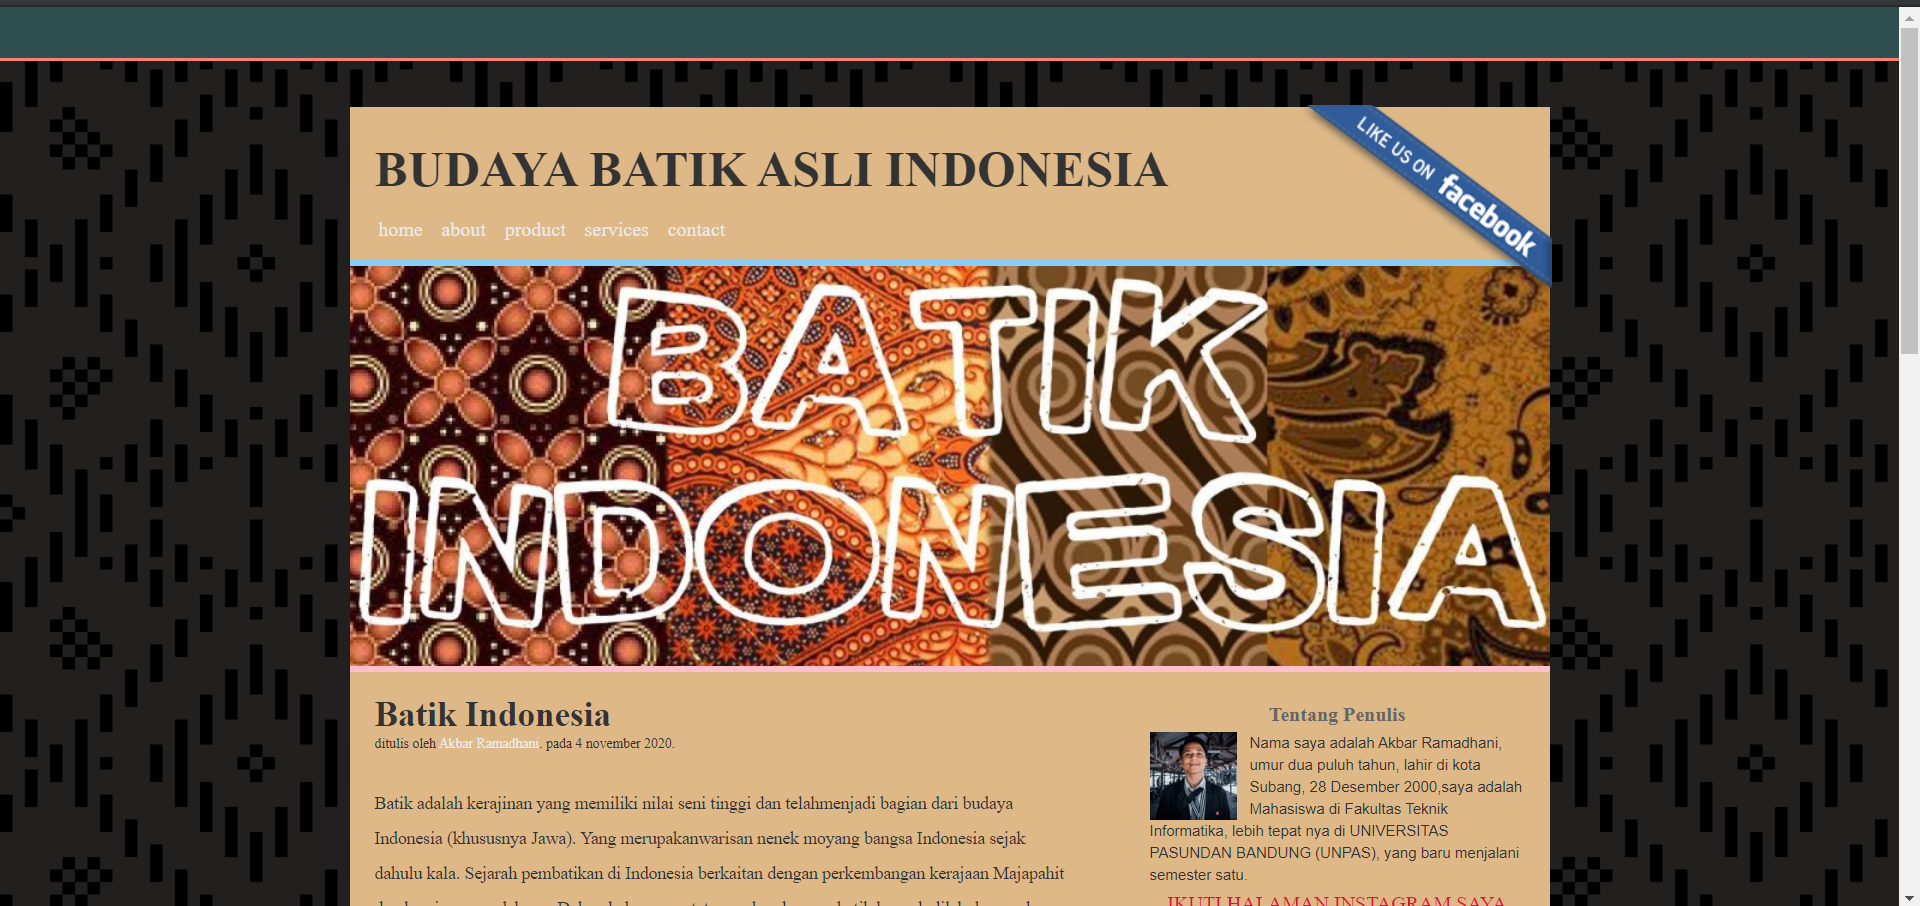 BUDAYA BATIK ASLI INDONESIA
LIKE US ON facebook
home about product services contact
BATIK
INDONESIA
Batik Indonesia
ditulis oleh Akbar Ramadhani. pada 4 november 2020.
Batik adalah kerajinan yang memiliki nilai seni tinggi dan telahmenjadi bagian dari budaya
Indonesia (khususnya Jawa). Yang merupakanwarisan nenek moyang bangsa Indonesia sejak
dahulu kala. Sejarah pembatikan di Indonesia berkaitan dengan perkembangan kerajaan Majapahit
Tentang Penulis
Nama saya adalah Akbar Ramadhani,
umur dua puluh tahun, lahir di kota
Subang, 28 Desember 2000,saya adalah
Mahasiswa di Fakultas Teknik
Informatika, lebih tepat nya di UNIVERSITAS
PASUNDAN BANDUNG (UNPAS), yang baru menjalani
semester satu.
IKUTI HALAMAN INSTAGRAM SAYA